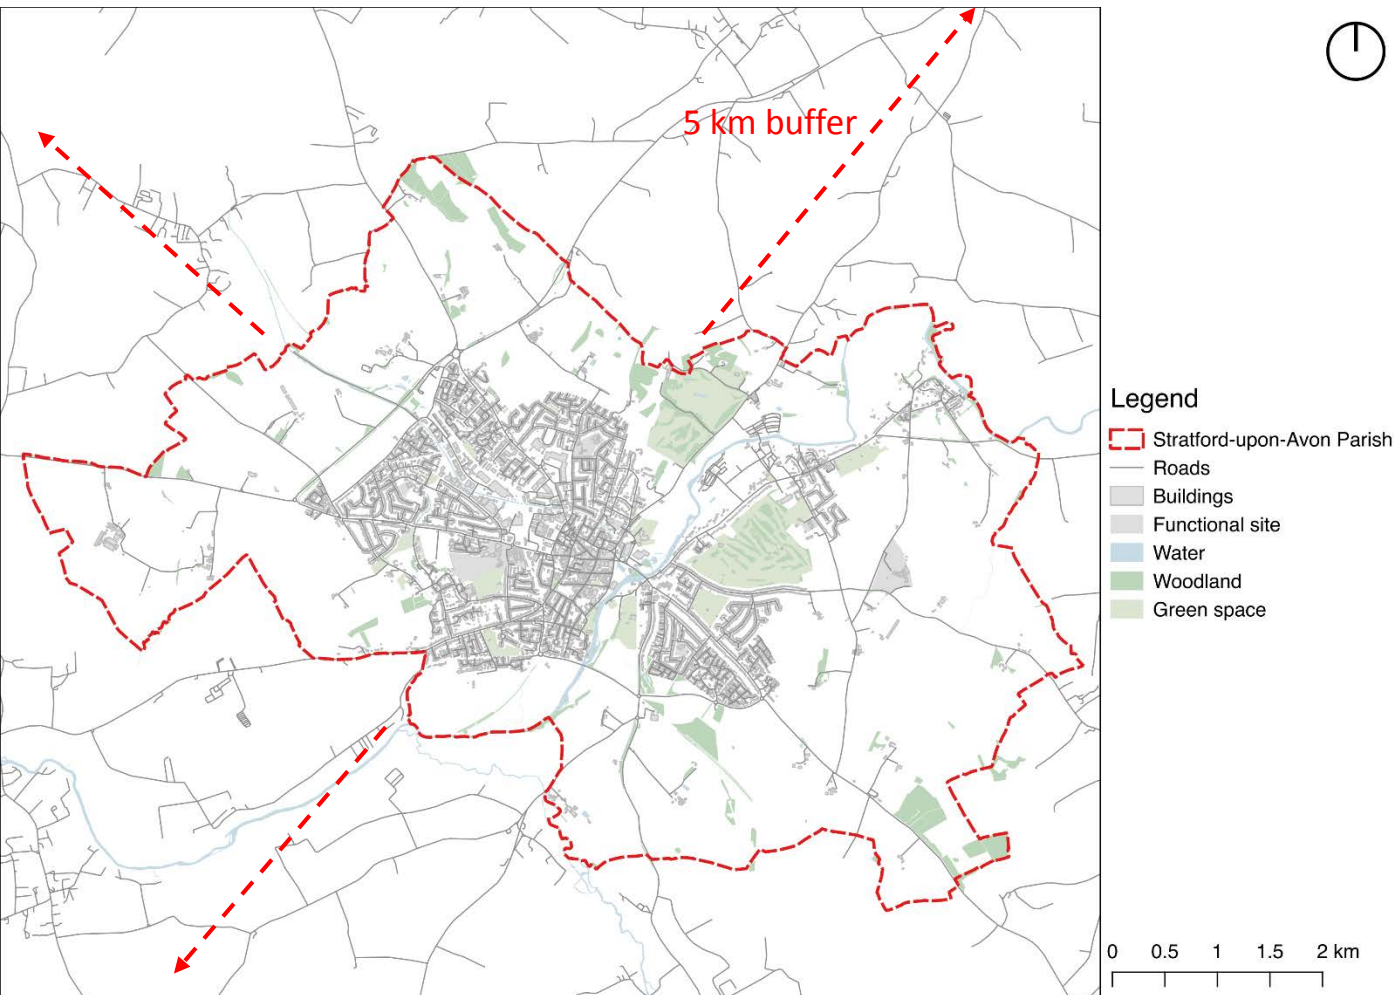 5 km buffer
Legend
Stratford-upon-Avon Parish
Roads
Buildings
Functional site
Water
Woodland
Green space
0 0.5 1 1.5 2 km